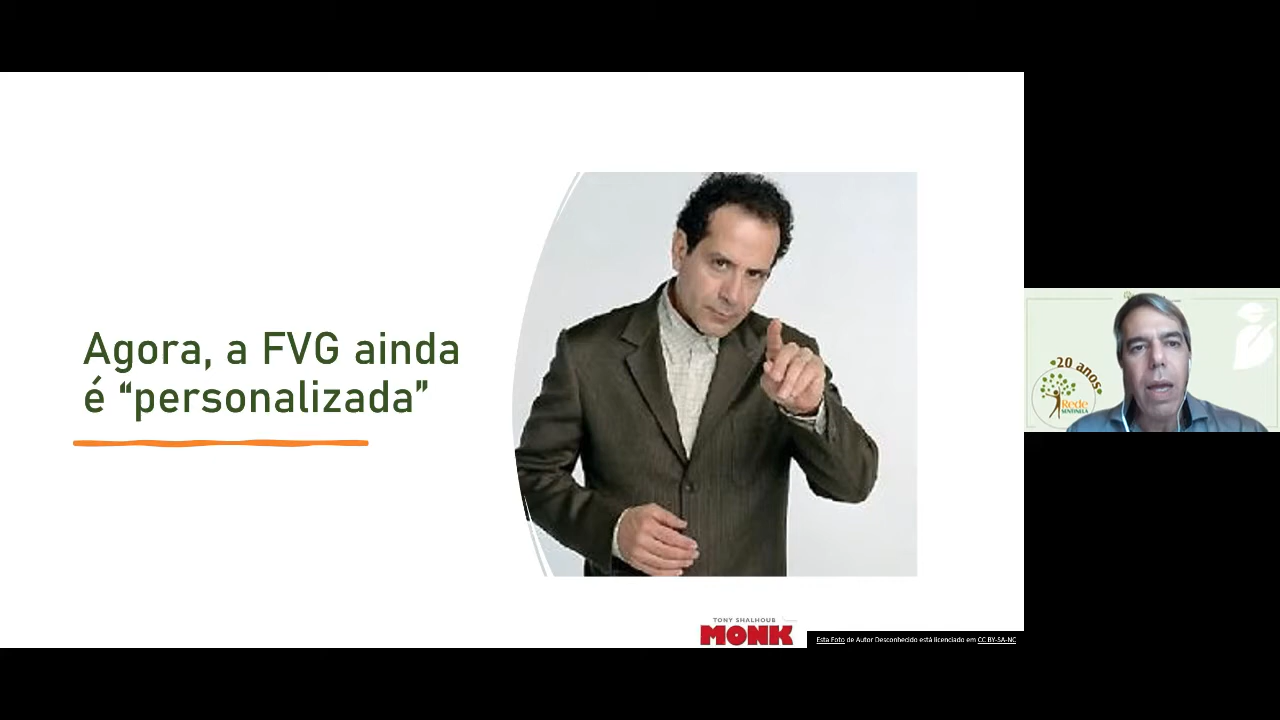 Agora, a FVG ainda
é “personalizada”
TONY SHALHOUB
MONK
Esta Foto de Autor Desconhecido está licenciado em CC BY-SA-NC
20 anos
Rede
SENTINELA